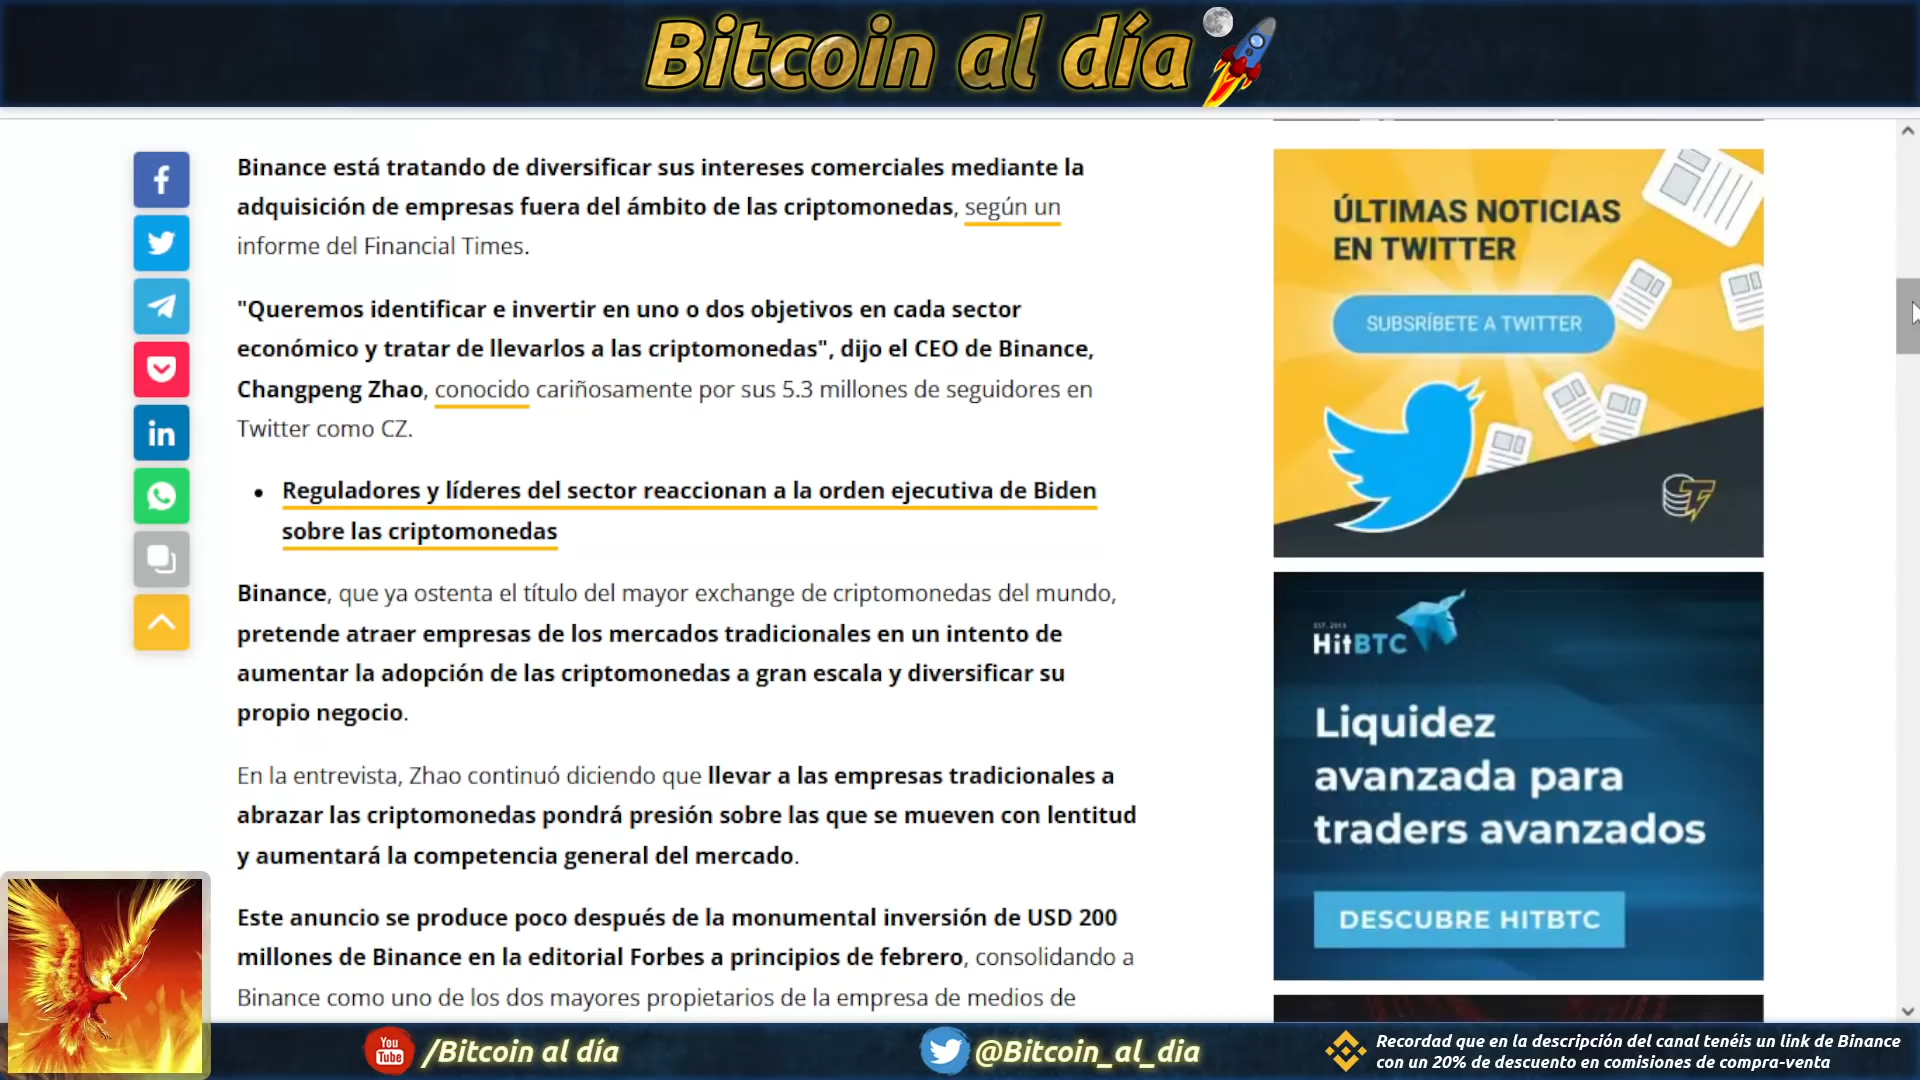 Bitcoin al día
Binance está tratando de diversificar sus intereses comerciales mediante la
adquisición de empresas fuera del ámbito de las criptomonedas, según un
informe del Financial Times.
"Queremos identificar e invertir en uno o dos objetivos en cada sector
económico y tratar de llevarlos a las criptomonedas", dijo el CEO de Binance,
Changpeng Zhao, conocido cariñosamente por sus 5.3 millones de seguidores en
Twitter como CZ.
• Reguladores y líderes del sector reaccionan a la orden ejecutiva de Biden
sobre las criptomonedas
Binance, que ya ostenta el título del mayor exchange de criptomonedas del mundo,
pretende atraer empresas de los mercados tradicionales en un intento de
aumentar la adopción de las criptomonedas a gran escala y diversificar su
propio negocio.
En la entrevista, Zhao continuó diciendo que llevar a las empresas tradicionales a
abrazar las criptomonedas pondrá presión sobre las que se mueven con lentitud
y aumentará la competencia general del mercado.
Este anuncio se produce poco después de la monumental inversión de USD 200
millones de Binance en la editorial Forbes a principios de febrero, consolidando a
Binance como uno de los dos mayores propietarios de la empresa de medios de
ÚLTIMAS NOTICIAS
EN TWITTER
SUBSRÍBETE A TWITTER
EST. 2013
HitBTC
Liquidez
avanzada para
traders avanzados
DESCUBRE HITBTC
You
Tube
/Bitcoin al día
@Bitcoin_al_dia
Recordad que en la descripción del canal tenéis un link de Binance
con un 20% de descuento en comisiones de compra-venta